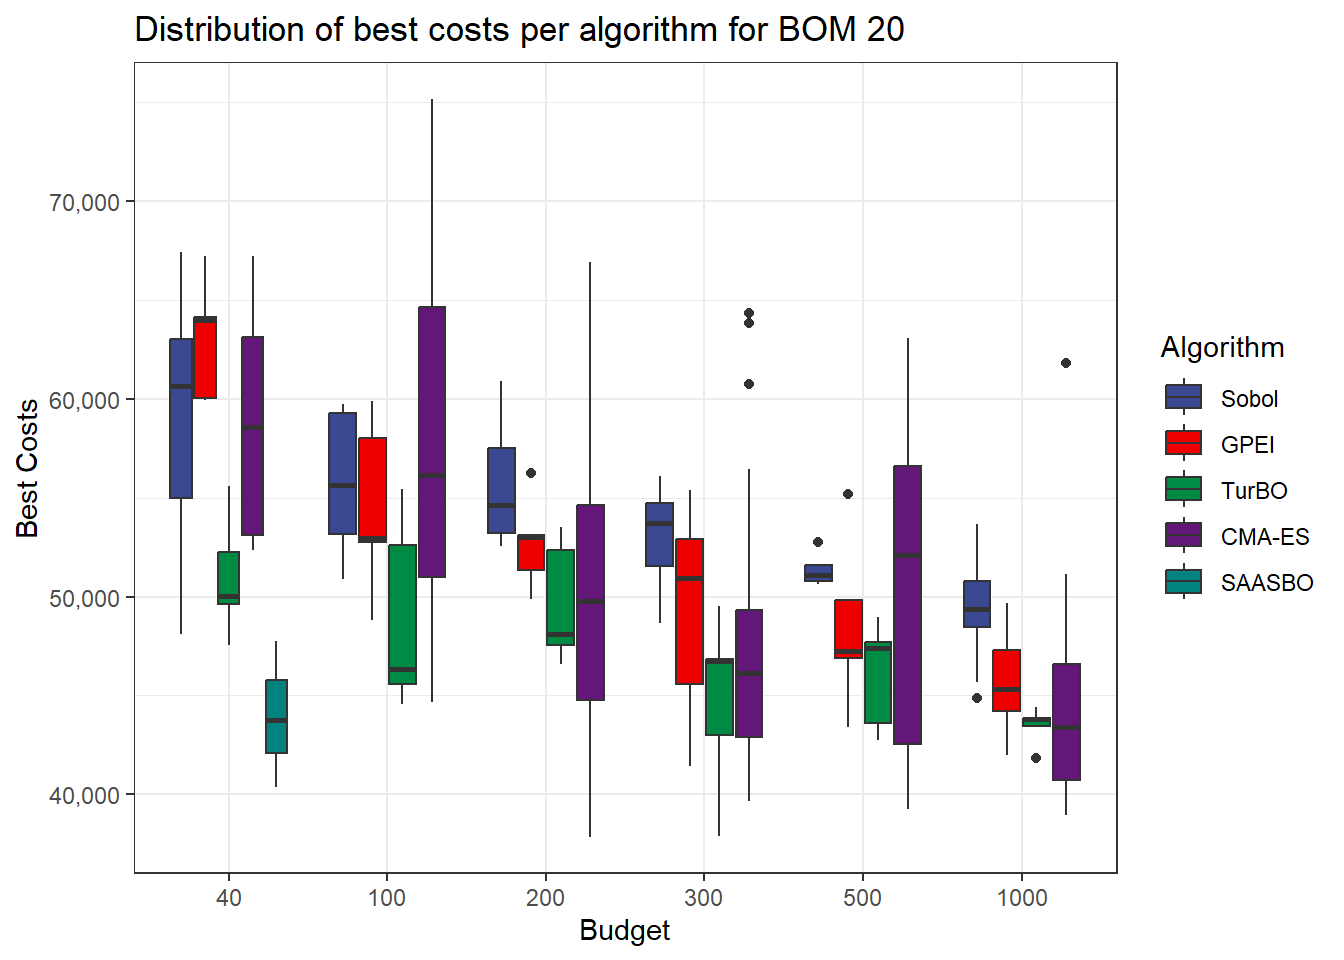 Distribution of best costs per algorithm for BOM 20
Best Costs
70,000
60,000
50,000
40,000
40 100 200 300 500 1000
Budget
Algorithm
Sobol
GPEI
TurBO
CMA-ES
SAASBO